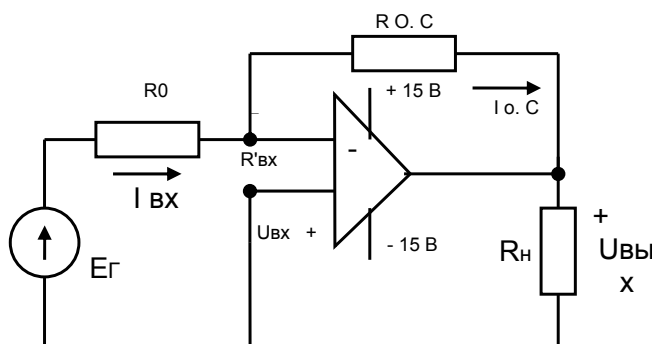 R О. С
+ 15 В
I о. С
R0
-
R'вх
I вх
Uвх +
- 15 В
Ег
Rн
+
Uвы
х